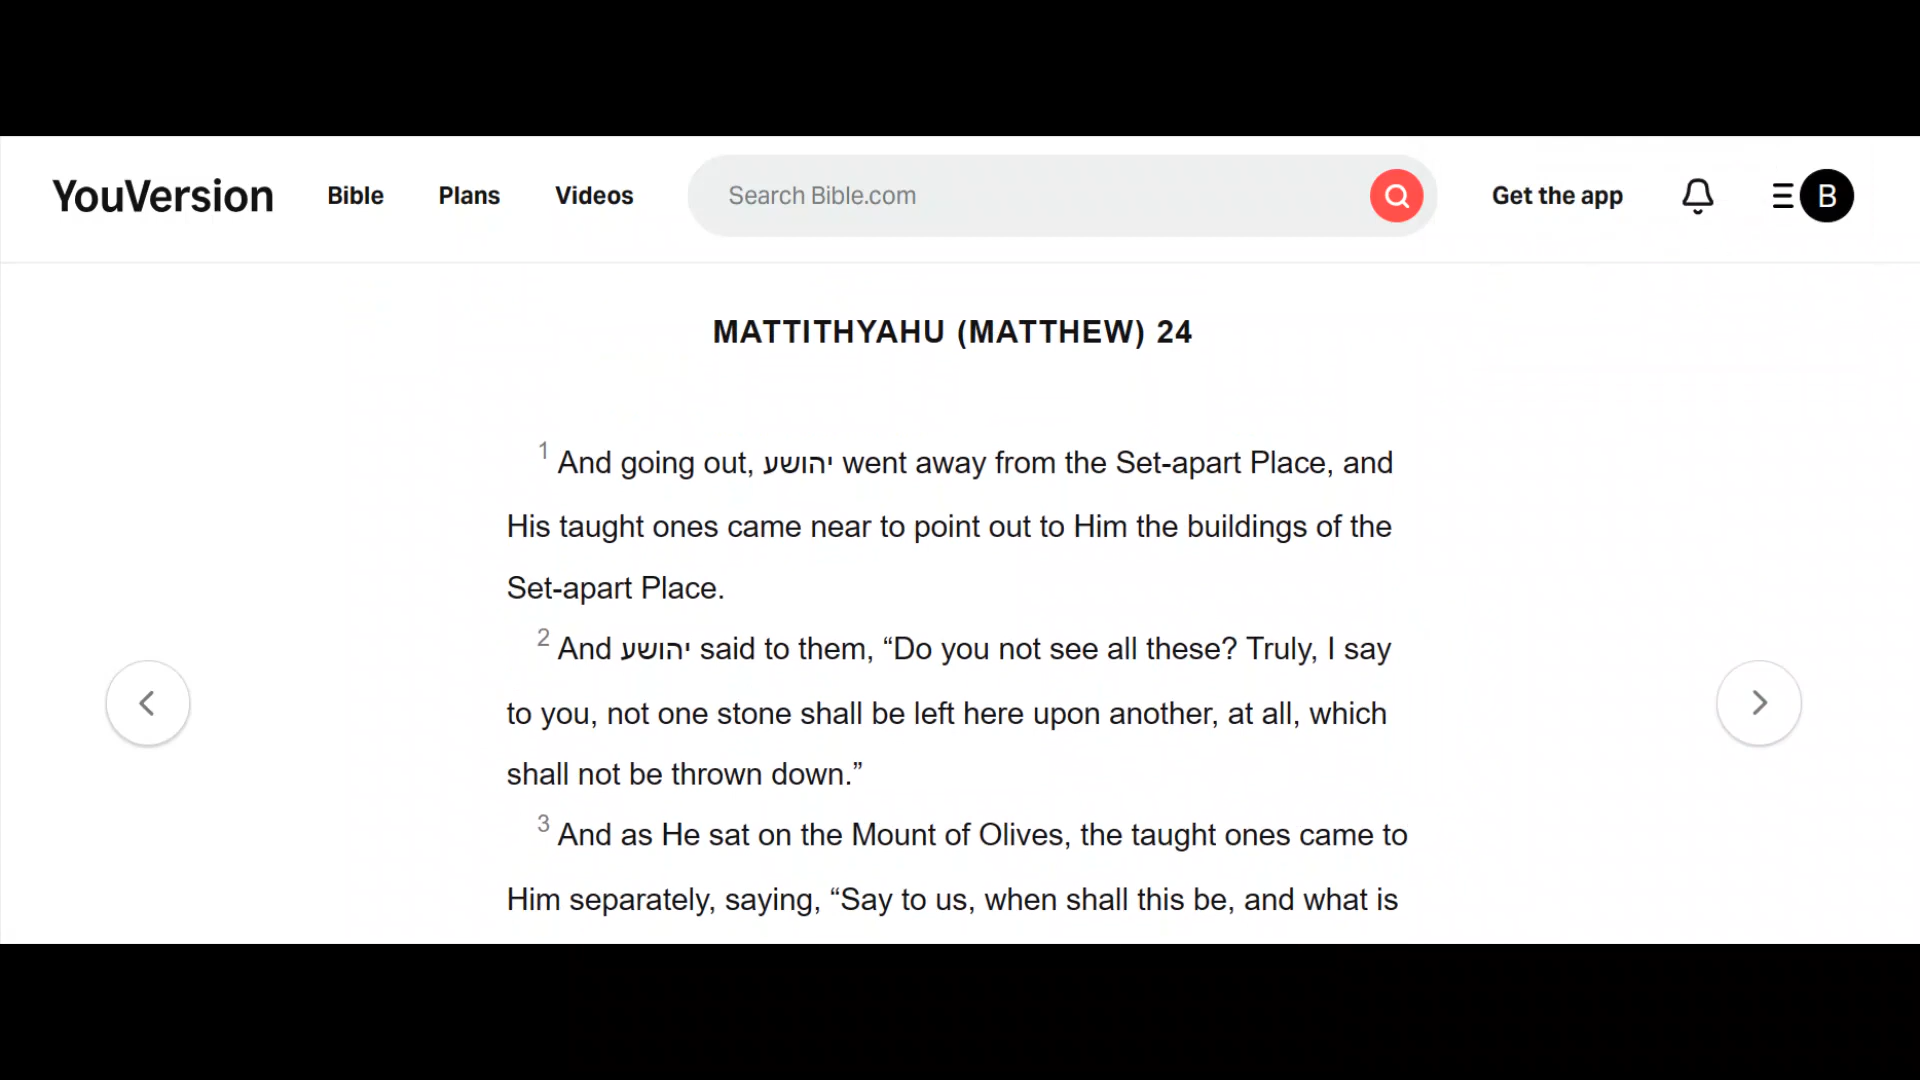 YouVersion Bible Plans Videos Search Bible.com Get the app B
MATTITHYAHU (MATTHEW) 24
1 And going out, יהושע went away from the Set-apart Place, and
His taught ones came near to point out to Him the buildings of the
Set-apart Place.
2 And יהושע said to them, “Do you not see all these? Truly, I say
to you, not one stone shall be left here upon another, at all, which
shall not be thrown down.”
3 And as He sat on the Mount of Olives, the taught ones came to
Him separately, saying, “Say to us, when shall this be, and what is